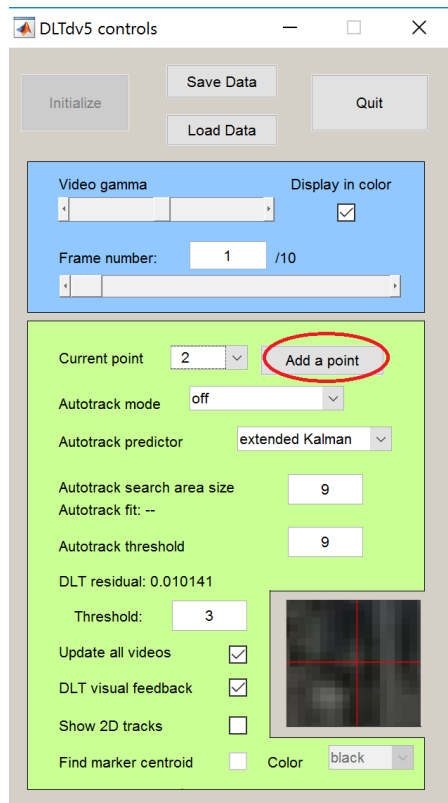 DLTdv5 controls
Initialize
Save Data
Load Data
Quit
Video gamma
Display in color
Frame number: 1 /10
Current point 2 Add a point
Autotrack mode off
Autotrack predictor extended Kalman
Autotrack search area size 9
Autotrack fit: --
Autotrack threshold 9
DLT residual: 0.010141
Threshold: 3
Update all videos
DLT visual feedback
Show 2D tracks
Find marker centroid Color black